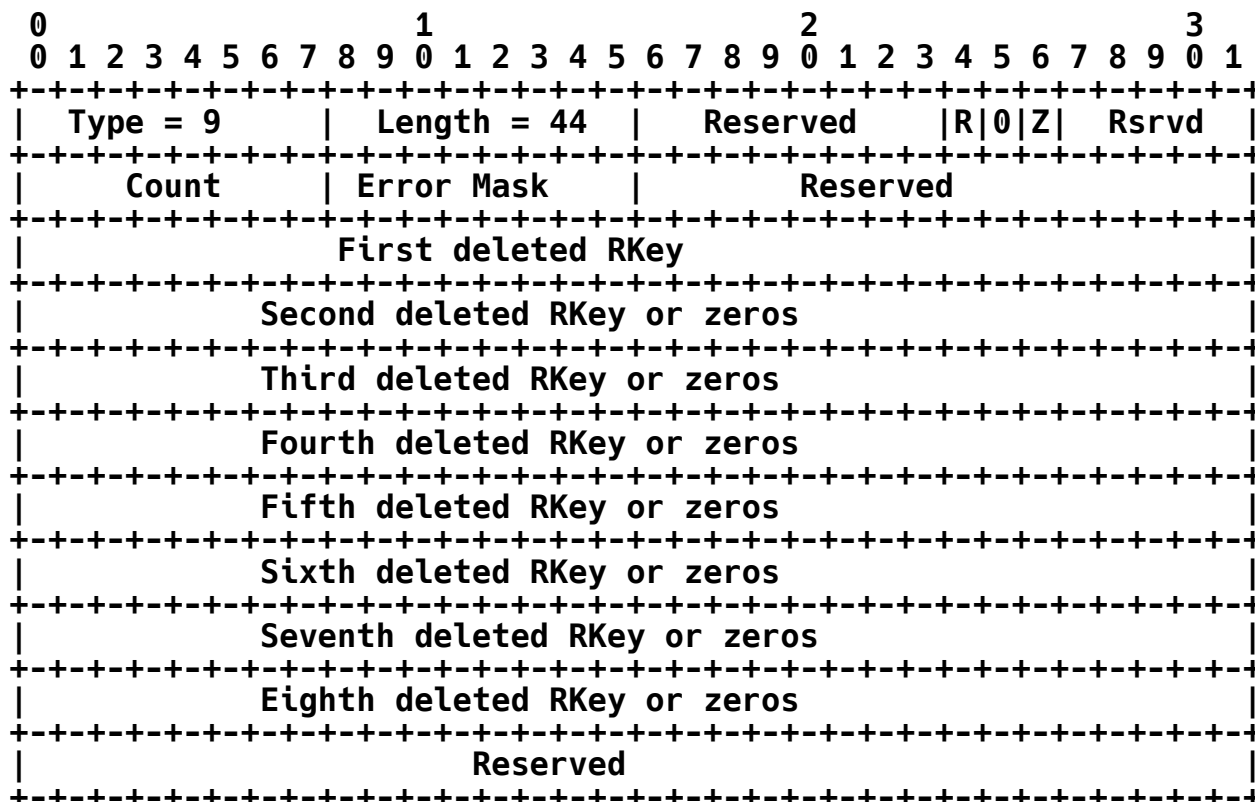 0                   1                   2                   3
 0 1 2 3 4 5 6 7 8 9 0 1 2 3 4 5 6 7 8 9 0 1 2 3 4 5 6 7 8 9 0 1
+-+-+-+-+-+-+-+-+-+-+-+-+-+-+-+-+-+-+-+-+-+-+-+-+-+-+-+-+-+-+-+-+
|  Type = 9     |  Length = 44  |   Reserved    |R|0|Z|  Rsrvd  |
+-+-+-+-+-+-+-+-+-+-+-+-+-+-+-+-+-+-+-+-+-+-+-+-+-+-+-+-+-+-+-+-+
|     Count     | Error Mask    |        Reserved               |
+-+-+-+-+-+-+-+-+-+-+-+-+-+-+-+-+-+-+-+-+-+-+-+-+-+-+-+-+-+-+-+-+
|                First deleted RKey                             |
+-+-+-+-+-+-+-+-+-+-+-+-+-+-+-+-+-+-+-+-+-+-+-+-+-+-+-+-+-+-+-+-+
|            Second deleted RKey or zeros                       |
+-+-+-+-+-+-+-+-+-+-+-+-+-+-+-+-+-+-+-+-+-+-+-+-+-+-+-+-+-+-+-+-+
|            Third deleted RKey or zeros                        |
+-+-+-+-+-+-+-+-+-+-+-+-+-+-+-+-+-+-+-+-+-+-+-+-+-+-+-+-+-+-+-+-+
|            Fourth deleted RKey or zeros                       |
+-+-+-+-+-+-+-+-+-+-+-+-+-+-+-+-+-+-+-+-+-+-+-+-+-+-+-+-+-+-+-+-+
|            Fifth deleted RKey or zeros                        |
+-+-+-+-+-+-+-+-+-+-+-+-+-+-+-+-+-+-+-+-+-+-+-+-+-+-+-+-+-+-+-+-+
|            Sixth deleted RKey or zeros                        |
+-+-+-+-+-+-+-+-+-+-+-+-+-+-+-+-+-+-+-+-+-+-+-+-+-+-+-+-+-+-+-+-+
|            Seventh deleted RKey or zeros                      |
+-+-+-+-+-+-+-+-+-+-+-+-+-+-+-+-+-+-+-+-+-+-+-+-+-+-+-+-+-+-+-+-+
|            Eighth deleted RKey or zeros                       |
+-+-+-+-+-+-+-+-+-+-+-+-+-+-+-+-+-+-+-+-+-+-+-+-+-+-+-+-+-+-+-+-+
|                       Reserved                                |
+-+-+-+-+-+-+-+-+-+-+-+-+-+-+-+-+-+-+-+-+-+-+-+-+-+-+-+-+-+-+-+-+